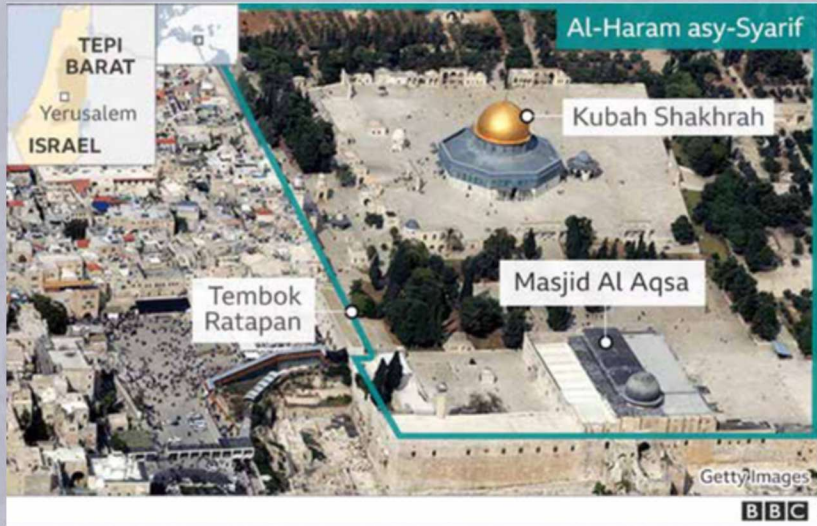 TEPI
BARAT
Yerusalem
ISRAEL
Al-Haram asy-Syarif
Kubah Shakhrah
Masjid Al Aqsa
Tembok
Ratapan
Getty Images
BBC